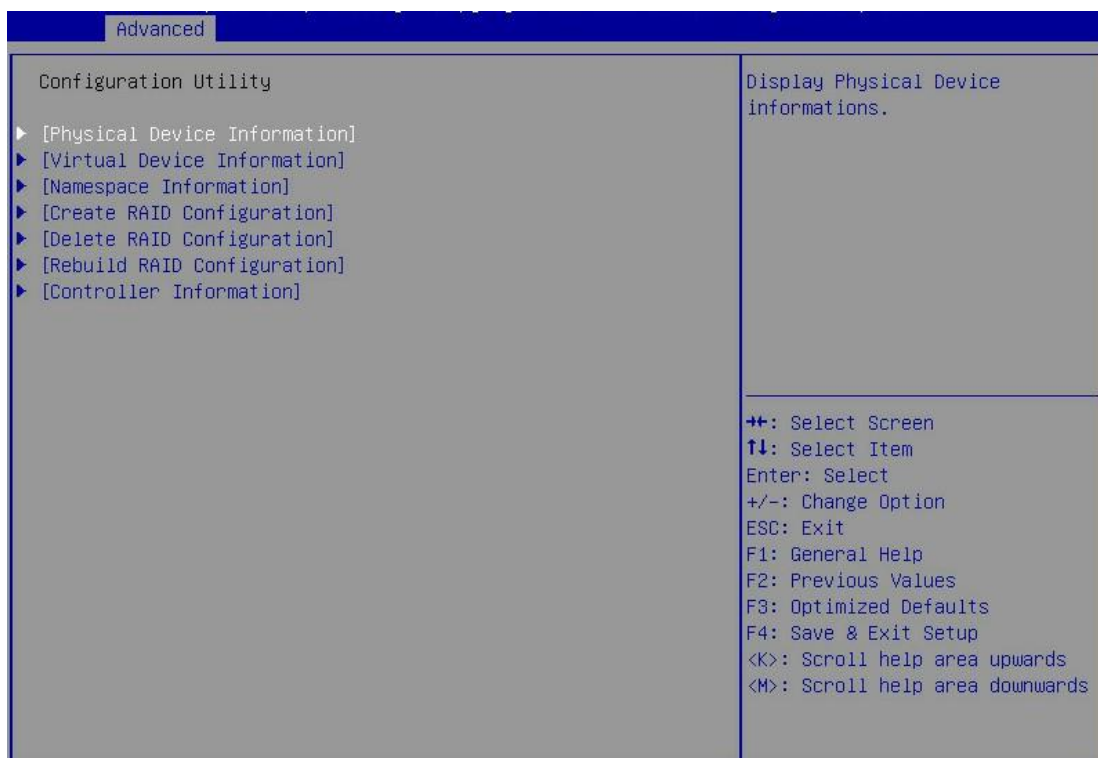 Advanced
Configuration Utility
[Physical Device Information]
[Virtual Device Information]
[Namespace Information]
[Create RAID Configuration]
[Delete RAID Configuration]
[Rebuild RAID Configuration]
[Controller Information]
Display Physical Device
informations.
→←: Select Screen
↑↓: Select Item
Enter: Select
+/-: Change Option
ESC: Exit
F1: General Help
F2: Previous Values
F3: Optimized Defaults
F4: Save & Exit Setup
<K>: Scroll help area upwards
<M>: Scroll help area downwards